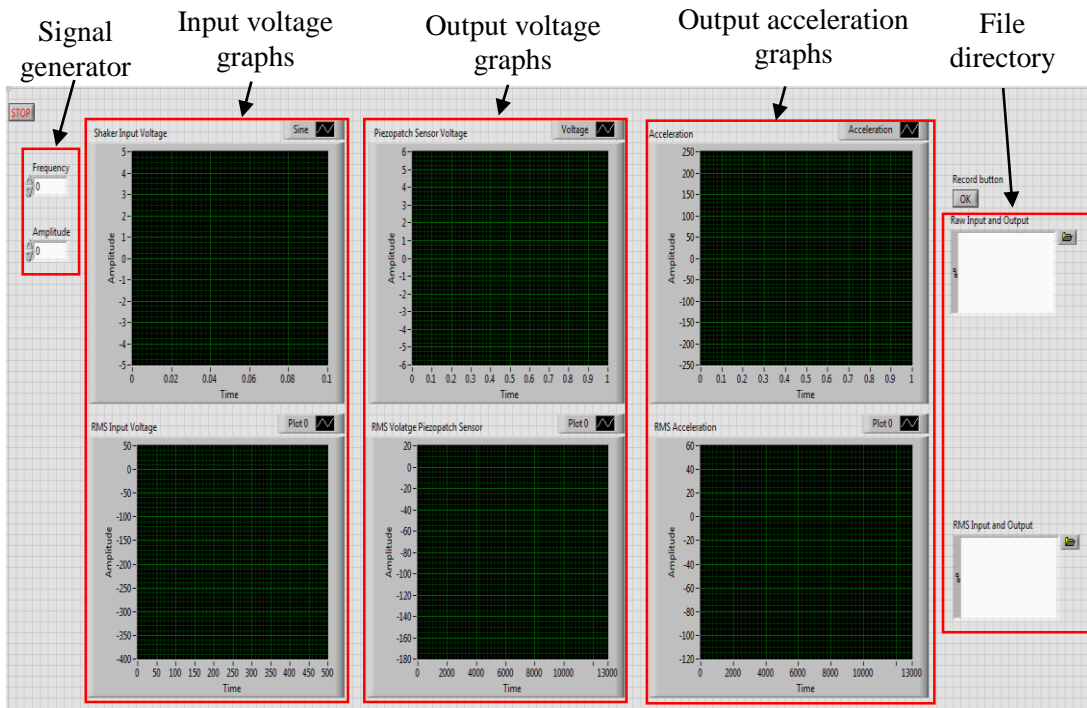 Signal
generator
Input voltage
graphs
Output voltage
graphs
Output acceleration
graphs
File
directory
STOP
Frequency
0
Amplitude
0
Shaker Input Voltage
Sine
Amplitude
5
4
3
2
1
0
-1
-2
-3
-4
-5
0 0.02 0.04 0.06 0.08 0.1
Time
Piezopatch Sensor Voltage
Voltage
Amplitude
6
5
4
3
2
1
0
-1
-2
-3
-4
-5
-6
0 0.1 0.2 0.3 0.4 0.5 0.6 0.7 0.8 0.9 1
Time
Acceleration
Acceleration
Amplitude
250
200
150
100
50
0
-50
-100
-150
-200
-250
0 0.1 0.2 0.3 0.4 0.5 0.6 0.7 0.8 0.9 1
Time
Record button
OK
Raw Input and Output
RMS Input Voltage
Plot 0
Amplitude
50
0
-50
-100
-150
-200
-250
-300
-350
-400
0 50 100 150 200 250 300 350 400 450 500
Time
RMS Volatge Piezopatch Sensor
Plot 0
Amplitude
20
0
-20
-40
-60
-80
-100
-120
-140
-160
-180
0 2000 4000 6000 8000 10000 13000
Time
RMS Acceleration
Plot 0
Amplitude
60
40
20
0
-20
-40
-60
-80
-100
-120
0 2000 4000 6000 8000 10000 13000
Time
RMS Input and Output